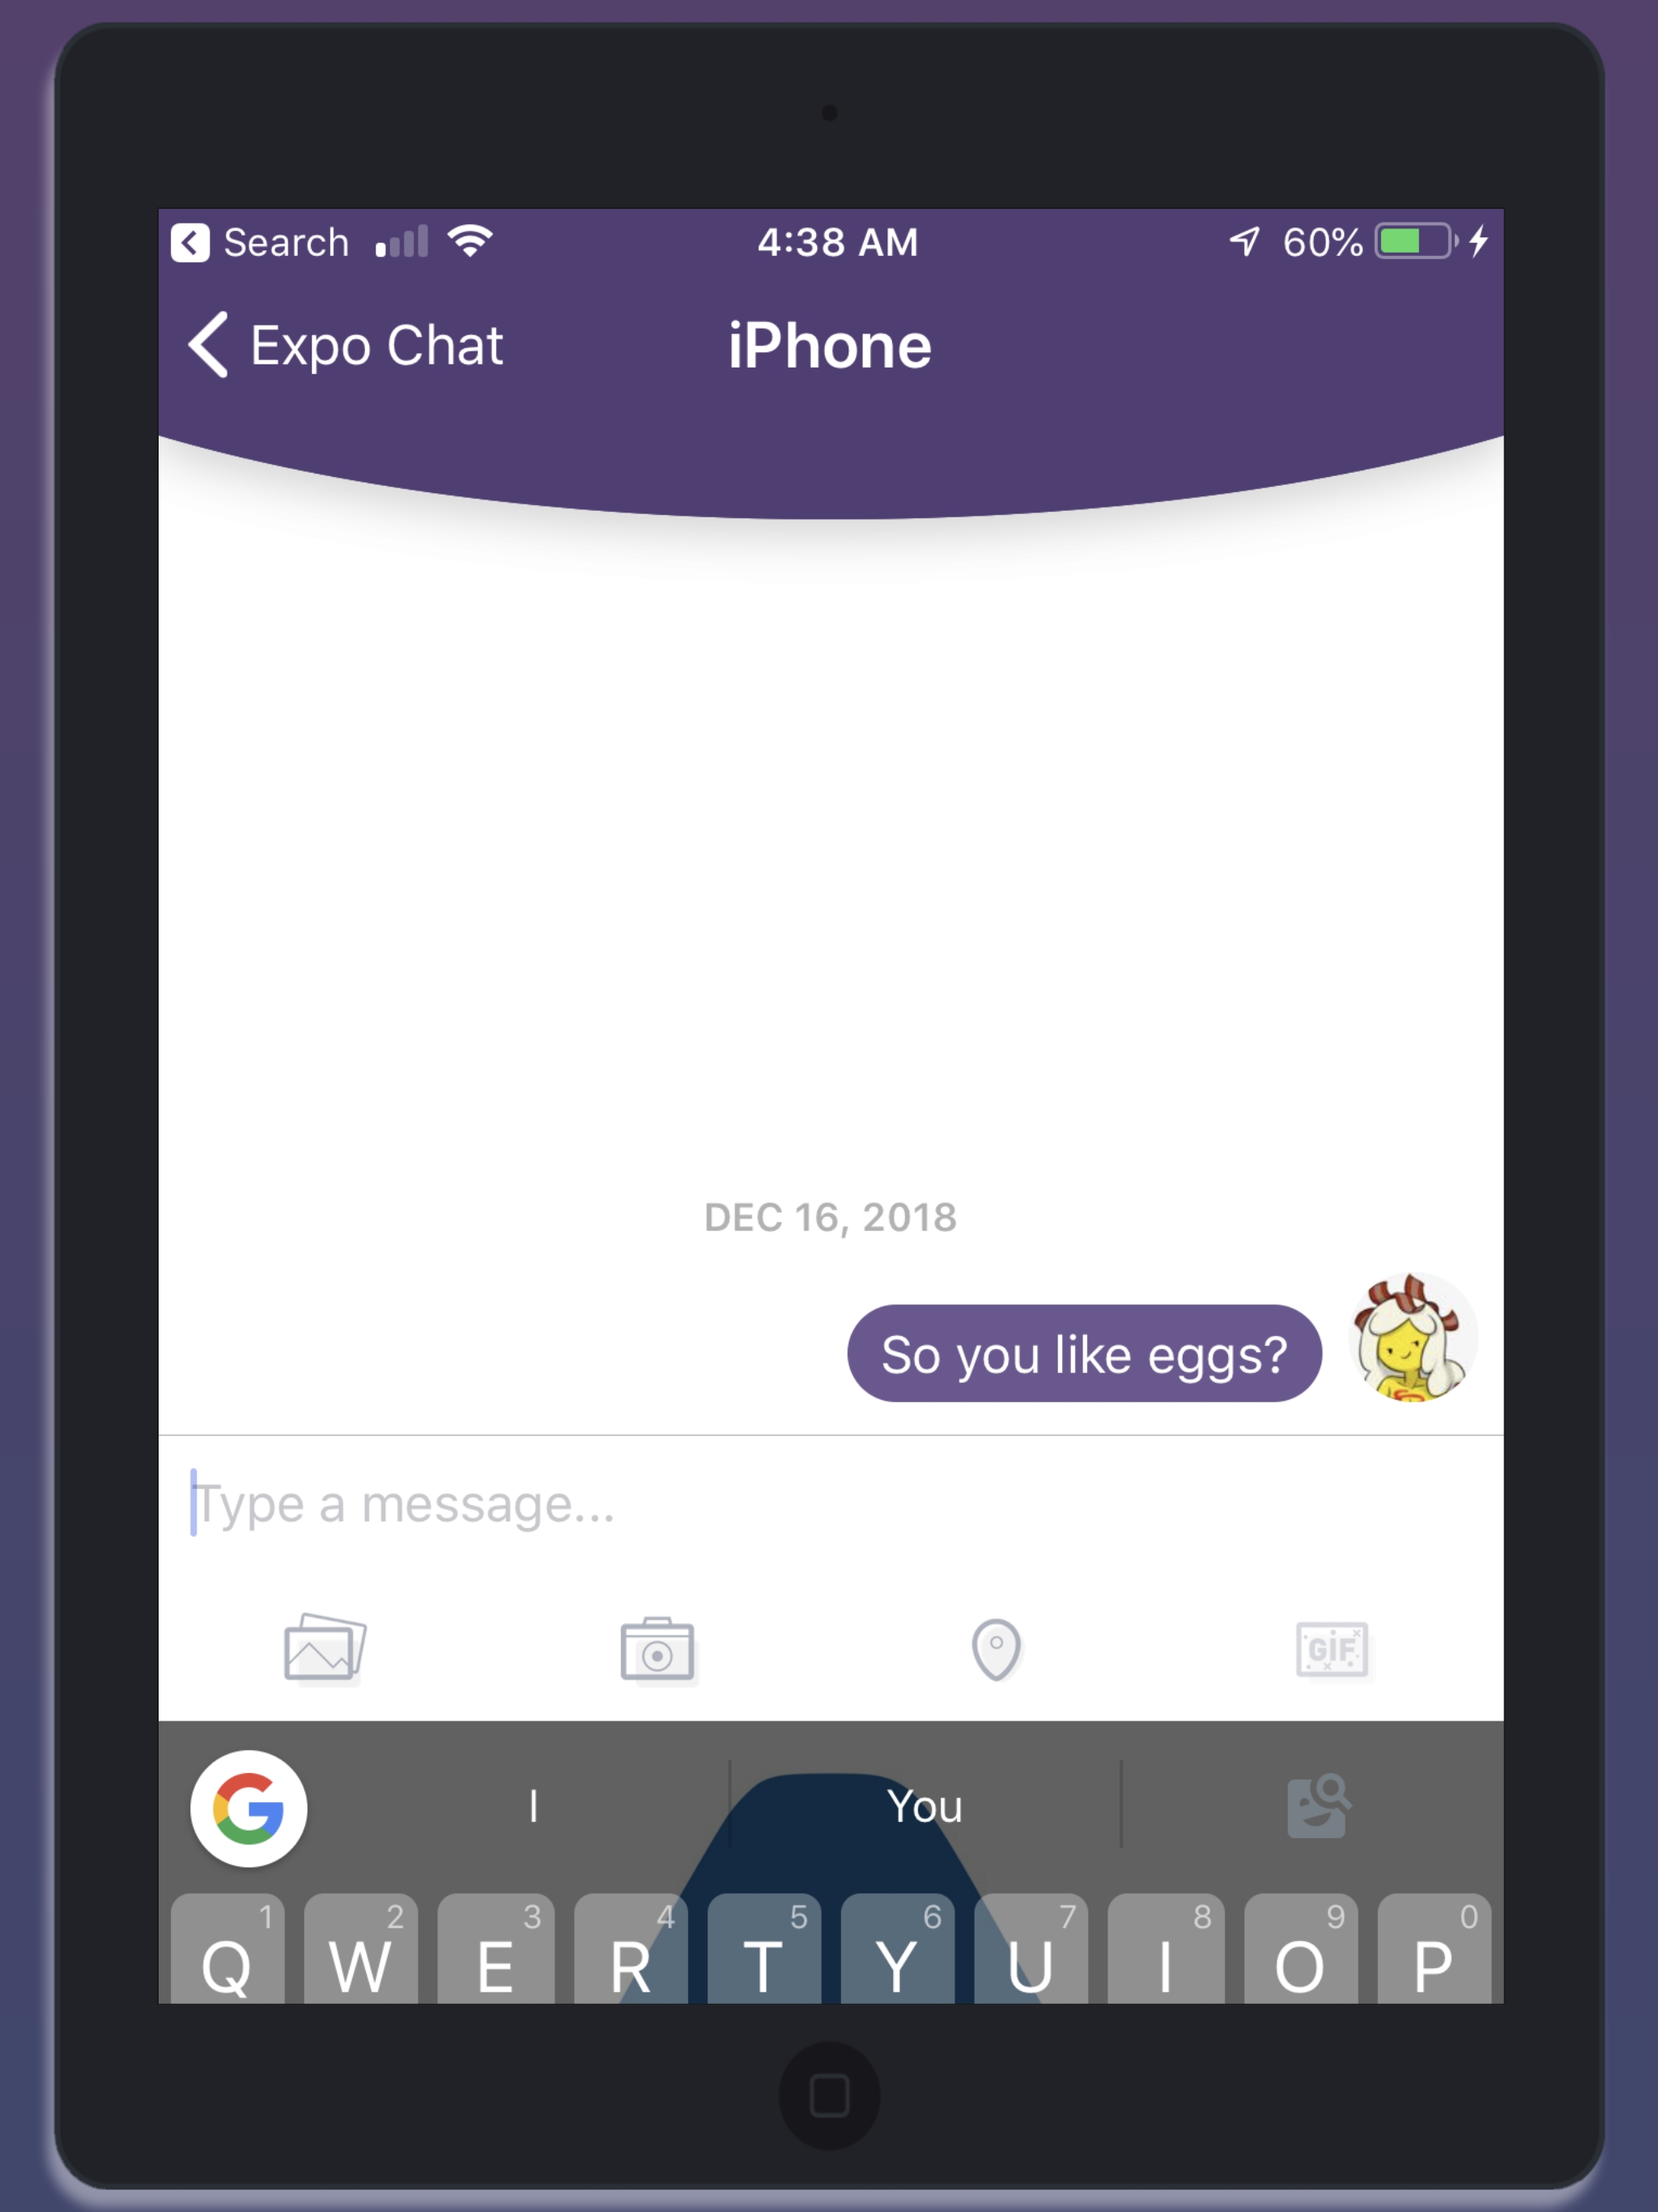 Search 4:38 AM 60%
Expo Chat iPhone
DEC 16, 2018
So you like eggs?
Type a message...
GIF
G I You
1 2 3 4 5 6 7 8 9 0
Q W E R T Y U I O P